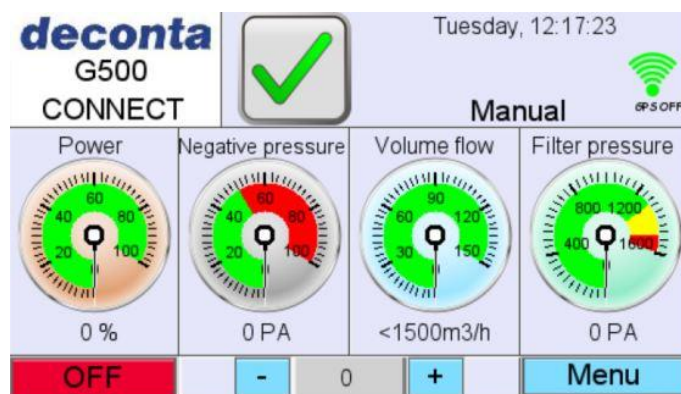 deconta
G500
CONNECT
Tuesday, 12:17:23
Manual
GPS OFF
Power
Negative pressure
Volume flow
Filter pressure
20 40 60 80 100
20 40 60 80 100
30 60 90 120 150
400 800 1200 1600
0 %
0 PA
<1500m3/h
0 PA
OFF
-
0
+
Menu